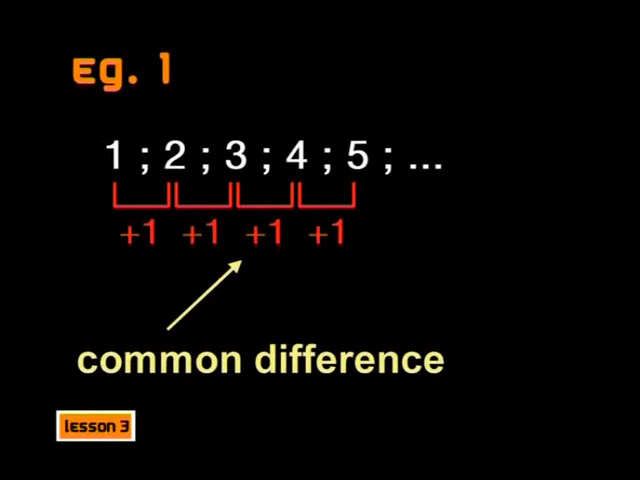 Eg. 1
1 ; 2 ; 3 ; 4 ; 5 ; ...
+1 +1 +1 +1
common difference
lesson 3